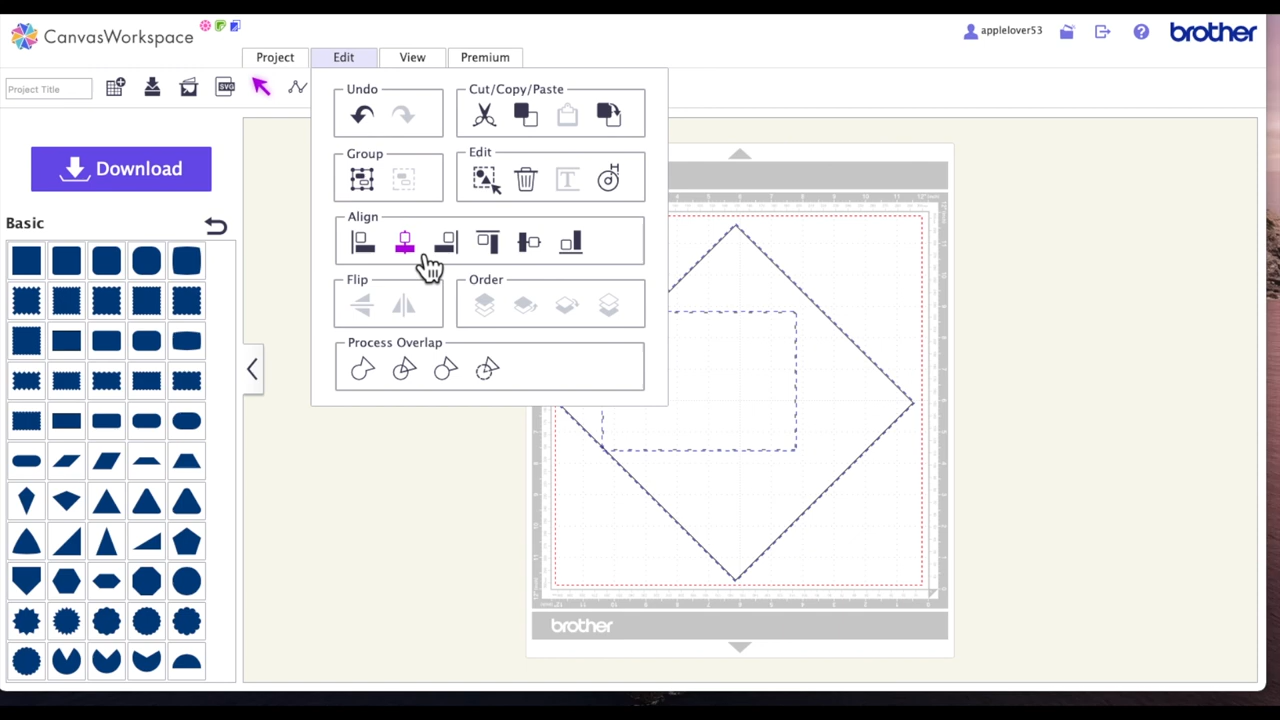 CanvasWorkspace
applelover53
brother
Project
Edit
View
Premium
Project Title
SVG
Undo
Cut/Copy/Paste
Group
Edit
T
H
Align
Flip
Order
Process Overlap
Download
Basic
brother